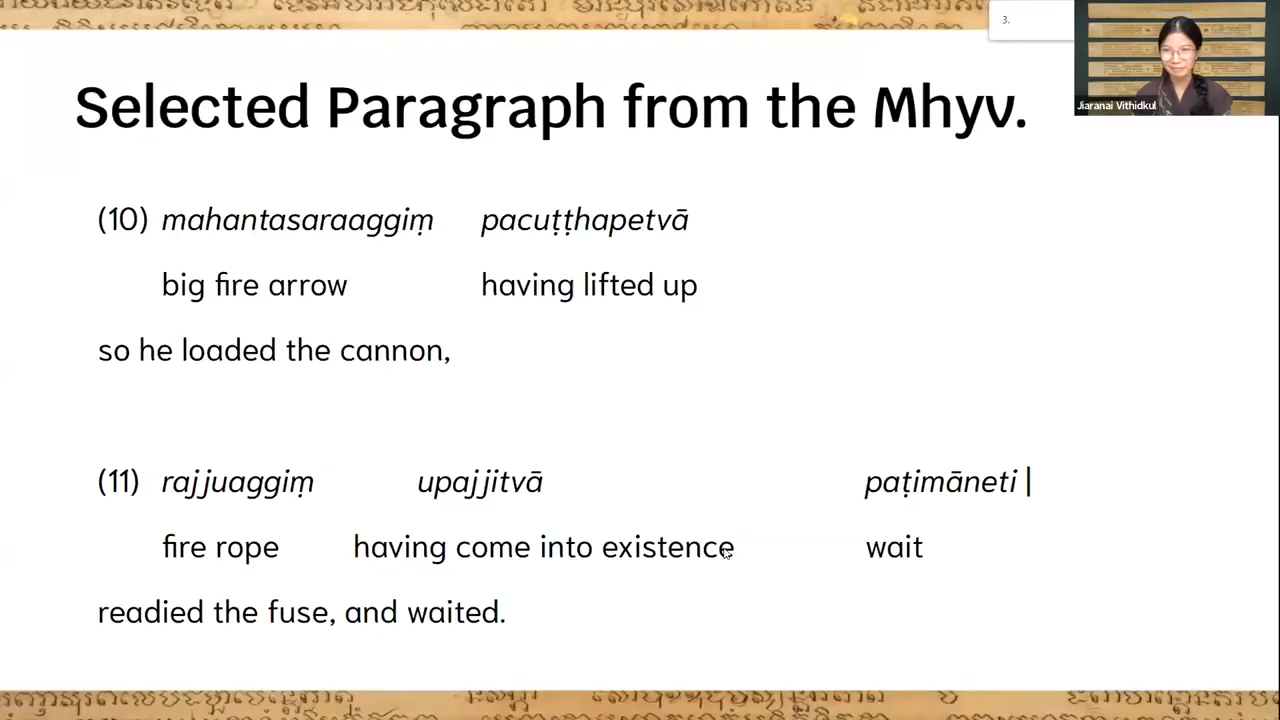 3.
Jiaranai Vithidkul
Selected Paragraph from the Mhyv.
(10) mahantasaraaggiṃ pacuṭṭhapetvā
big fire arrow having lifted up
so he loaded the cannon,
(11) rajjuaggiṃ upajjitvā paṭimāneti |
fire rope having come into existence wait
readied the fuse, and waited.